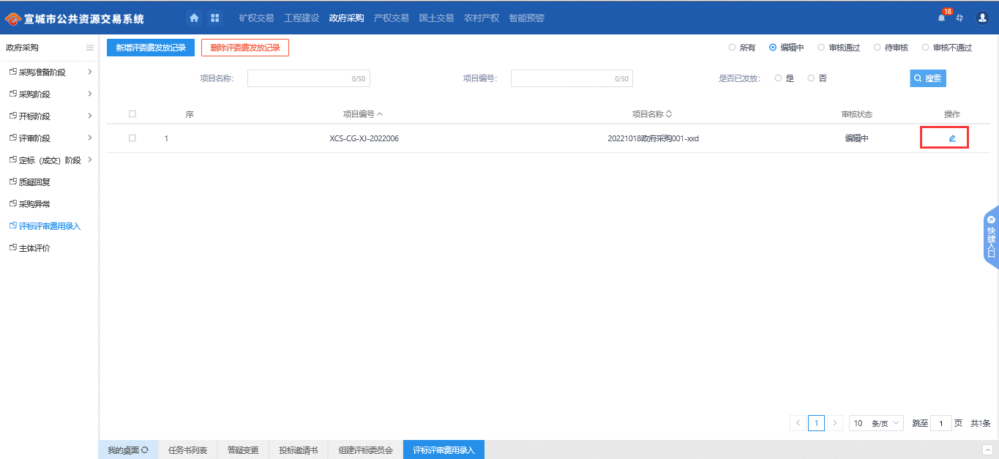 宣城市公共资源交易系统 矿权交易 工程建设 政府采购 产权交易 国土交易 农村产权 智能预警 18
政府采购
新增评委费发放记录 删除评委费发放记录 所有 编辑中 审核通过 待审核 审核不通过
采购准备阶段
采购阶段
开标阶段
评审阶段
定标（成交）阶段
质疑回复
采购异常
评标评审费用录入
主体评价
项目名称: 0/50 项目编号: 0/50 是否已发放: 是 否 搜索
序 项目编号 项目名称 审核状态 操作
1 XCS-CG-XJ-2022006 20221018政府采购001-xxd 编辑中
快捷入口
1 10 条/页 跳至 1 页 共1条
我的桌面 任务书列表 答疑变更 投标邀请书 组建评标委员会 评标评审费用录入